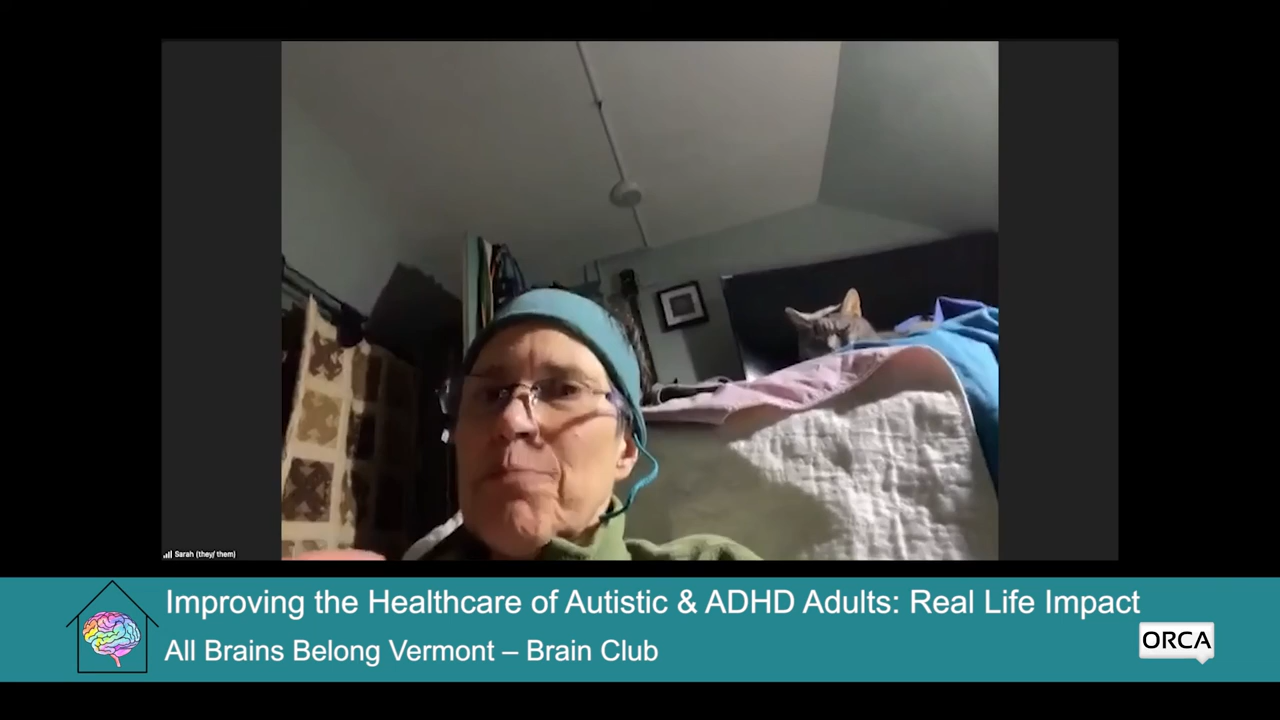 Sarah (they/ them)
Improving the Healthcare of Autistic & ADHD Adults: Real Life Impact
All Brains Belong Vermont – Brain Club
ORCA